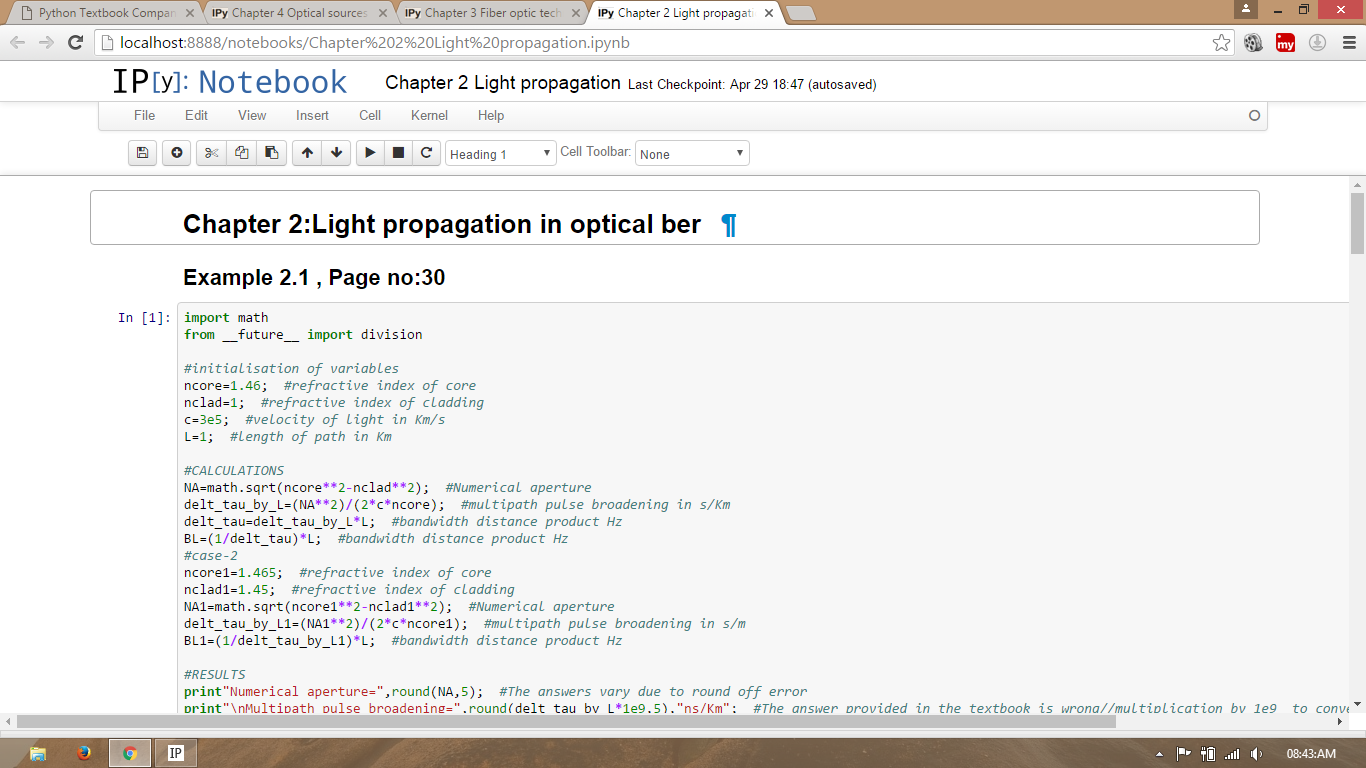 Python Textbook Compan
IPy Chapter 4 Optical sources
IPy Chapter 3 Fiber optic tech
IPy Chapter 2 Light propagati
localhost:8888/notebooks/Chapter%202%20Light%20propagation.ipynb
my
IP[y]: Notebook Chapter 2 Light propagation Last Checkpoint: Apr 29 18:47 (autosaved)
File Edit View Insert Cell Kernel Help
Heading 1 Cell Toolbar: None
Chapter 2:Light propagation in optical ber ¶
Example 2.1 , Page no:30
In [1]:
import math
from __future__ import division
#initialisation of variables
ncore=1.46; #refractive index of core
nclad=1; #refractive index of cladding
c=3e5; #velocity of light in Km/s
L=1; #length of path in Km
#CALCULATIONS
NA=math.sqrt(ncore**2-nclad**2); #Numerical aperture
delt_tau_by_L=(NA**2)/(2*c*ncore); #multipath pulse broadening in s/Km
delt_tau=delt_tau_by_L*L; #bandwidth distance product Hz
BL=(1/delt_tau)*L; #bandwidth distance product Hz
#case-2
ncore1=1.465; #refractive index of core
nclad1=1.45; #refractive index of cladding
NA1=math.sqrt(ncore1**2-nclad1**2); #Numerical aperture
delt_tau_by_L1=(NA1**2)/(2*c*ncore1); #multipath pulse broadening in s/m
BL1=(1/delt_tau_by_L1)*L; #bandwidth distance product Hz
#RESULTS
print"Numerical aperture=",round(NA,5); #The answers vary due to round off error
print"\nMultipath pulse broadening=",round(delt_tau_by_L*1e9,5),"ns/Km"; #The answer provided in the textbook is wrong//multiplication by 1e9 to conve
IP
08:43:AM